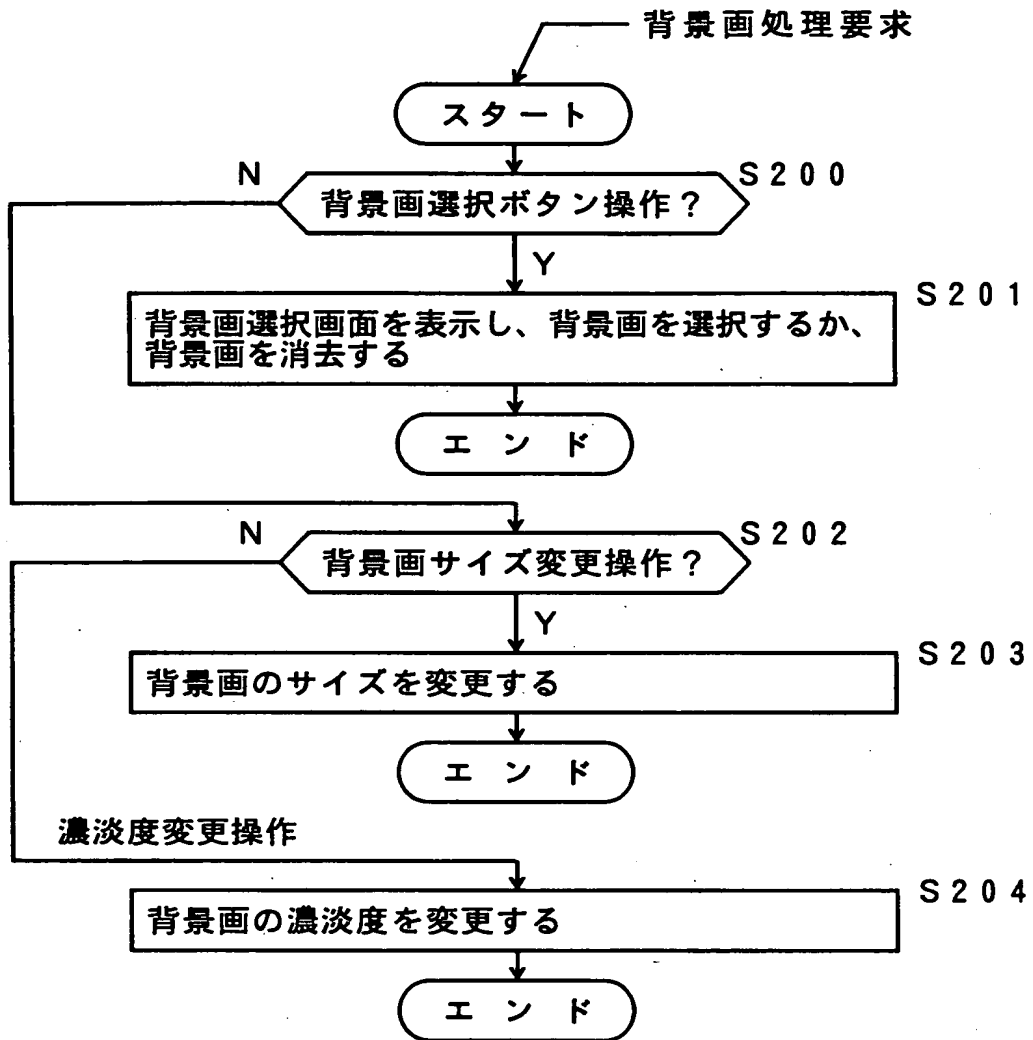 背景画処理要求
スタート
N
S200
背景画選択ボタン操作？
Y
S201
背景画選択画面を表示し、背景画を選択するか、
背景画を消去する
エンド
N
S202
背景画サイズ変更操作？
Y
S203
背景画のサイズを変更する
エンド
濃淡度変更操作
S204
背景画の濃淡度を変更する
エンド